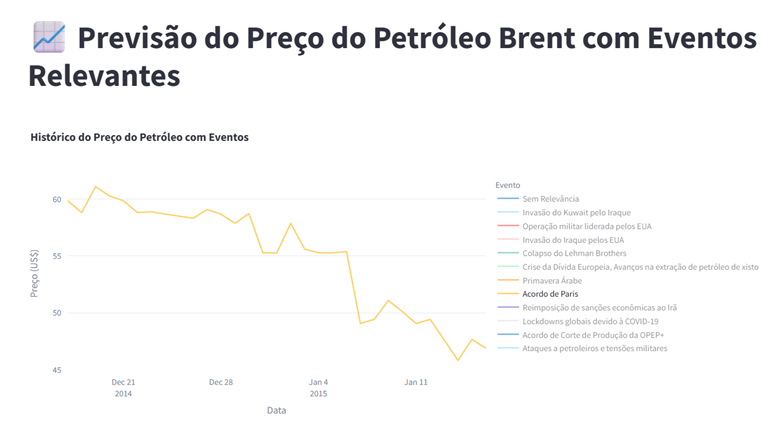 Previsão do Preço do Petróleo Brent com Eventos
Relevantes
Histórico do Preço do Petróleo com Eventos
Preço (US$)
60
55
50
45
Dec 21
2014
Dec 28
Jan 4
2015
Jan 11
Data
Evento
Sem Relevância
Invasão do Kuwait pelo Iraque
Operação militar liderada pelos EUA
Invasão do Iraque pelos EUA
Colapso do Lehman Brothers
Crise da Dívida Europeia, Avanços na extração de petróleo de xisto
Primavera Árabe
Acordo de Paris
Reimposição de sanções econômicas ao Irã
Lockdowns globais devido à COVID-19
Acordo de Corte de Produção da OPEP+
Ataques a petroleiros e tensões militares